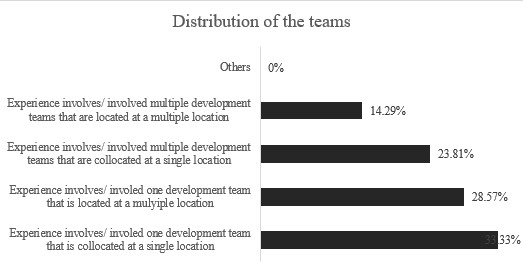 Distribution of the teams
Others
0%
Experience involves/ involved multiple development
teams that are located at a multiple location
14.29%
Experience involves/ involved multiple development
teams that are collocated at a single location
23.81%
Experience involves/ involed one development team
that is located at a mulyiple location
28.57%
Experience involves/ involed one development team
that is collocated at a single location
33.33%